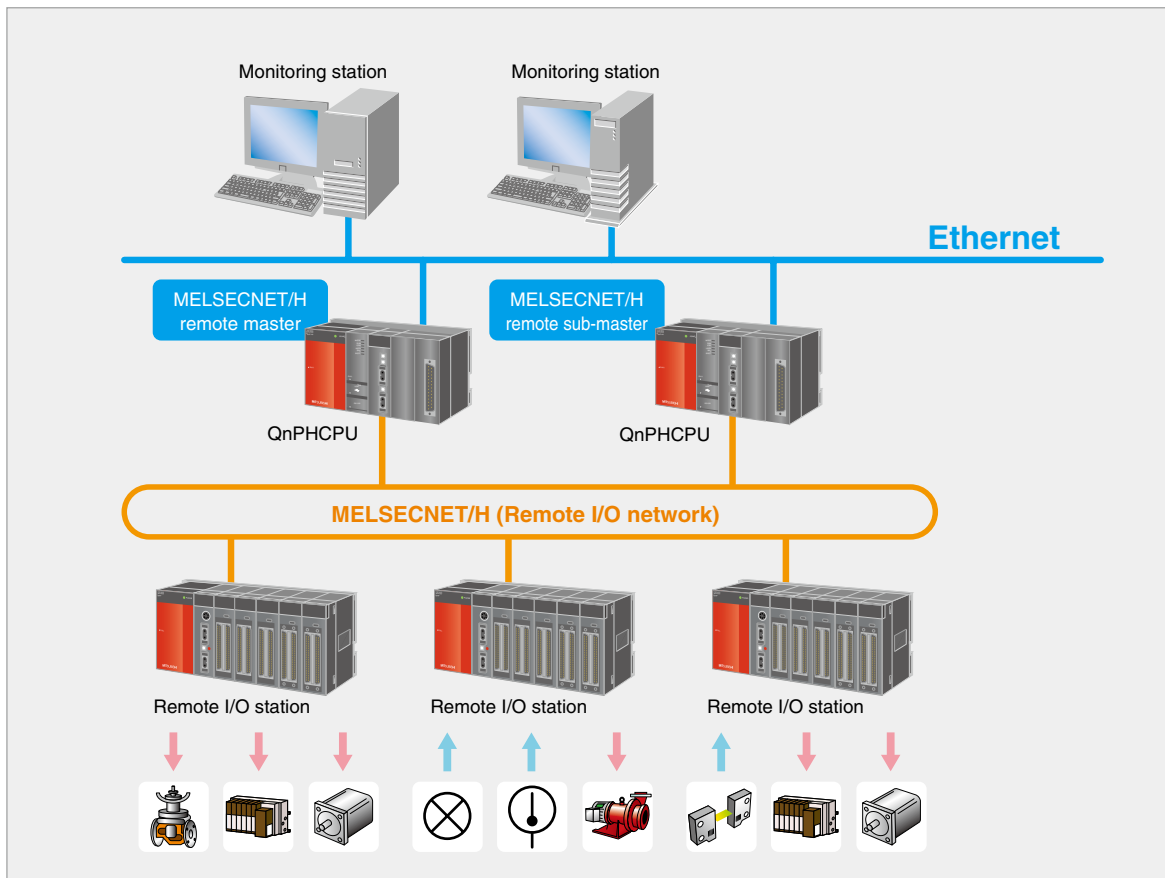 Monitoring station
Monitoring station
Ethernet
MELSECNET/H
remote master
MELSECNET/H
remote sub-master
QnPHCPU
QnPHCPU
MELSECNET/H (Remote I/O network)
Remote I/O station
Remote I/O station
Remote I/O station